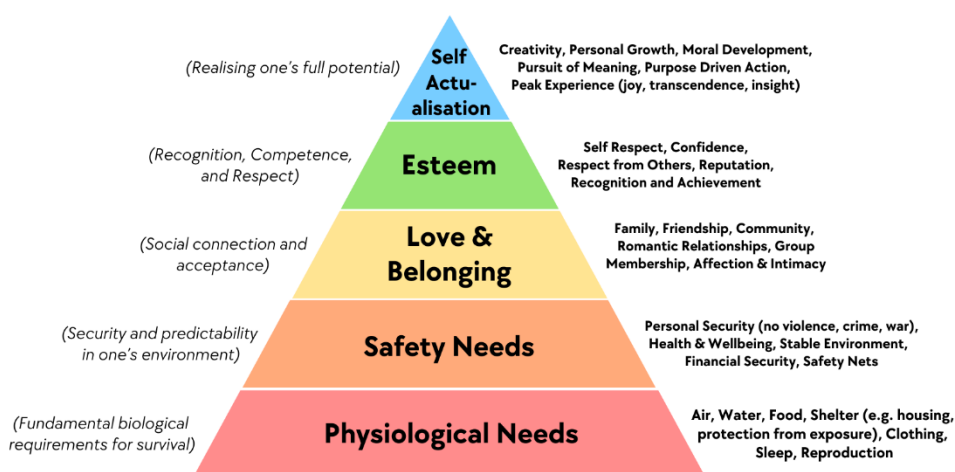 (Realising one's full potential)
Self
Actu-
alisation
Creativity, Personal Growth, Moral Development,
Pursuit of Meaning, Purpose Driven Action,
Peak Experience (joy, transcendence, insight)
(Recognition, Competence,
and Respect)
Esteem
Self Respect, Confidence,
Respect from Others, Reputation,
Recognition and Achievement
(Social connection and
acceptance)
Love &
Belonging
Family, Friendship, Community,
Romantic Relationships, Group
Membership, Affection & Intimacy
(Security and predictability
in one's environment)
Safety Needs
Personal Security (no violence, crime, war),
Health & Wellbeing, Stable Environment,
Financial Security, Safety Nets
(Fundamental biological
requirements for survival)
Physiological Needs
Air, Water, Food, Shelter (e.g. housing,
protection from exposure), Clothing,
Sleep, Reproduction